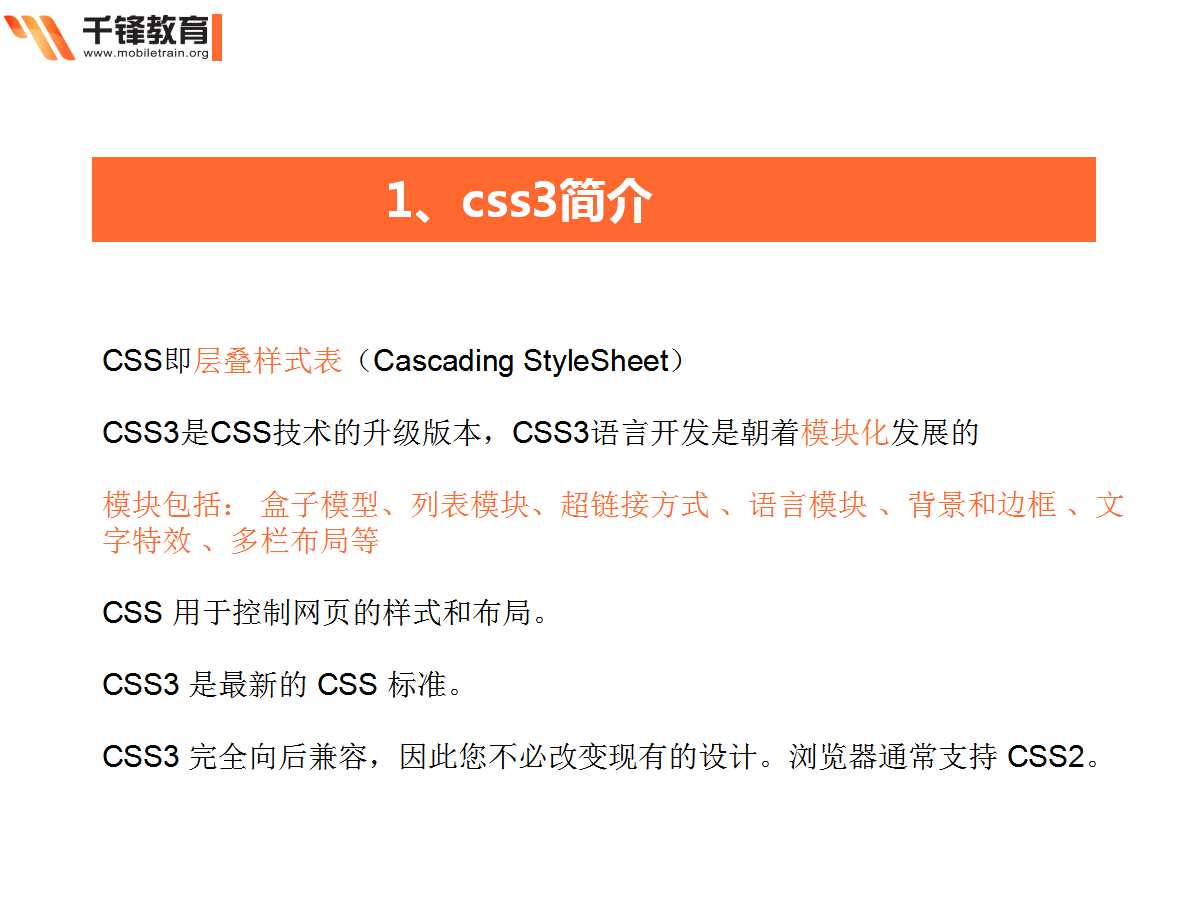 千锋教育
www.mobiletrain.org
1、css3简介
CSS即层叠样式表（Cascading StyleSheet）
CSS3是CSS技术的升级版本，CSS3语言开发是朝着模块化发展的
模块包括： 盒子模型、列表模块、超链接方式 、语言模块 、背景和边框 、文
字特效 、多栏布局等
CSS 用于控制网页的样式和布局。
CSS3 是最新的 CSS 标准。
CSS3 完全向后兼容，因此您不必改变现有的设计。浏览器通常支持 CSS2。